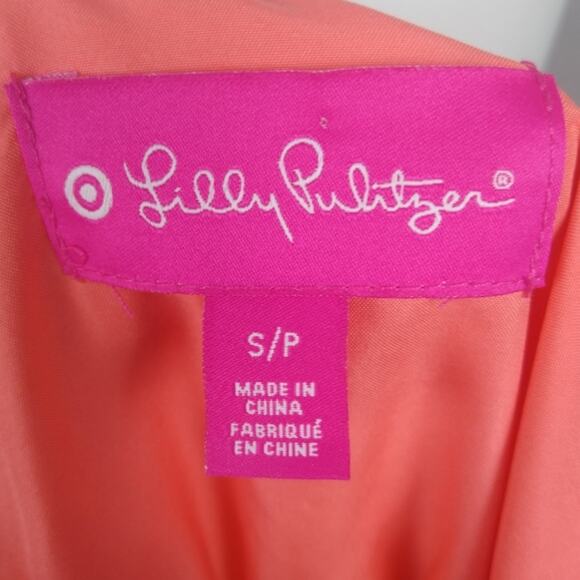 Lilly Pulitzer®
S/P
MADE IN
CHINA
FABRIQUÉ
EN CHINE